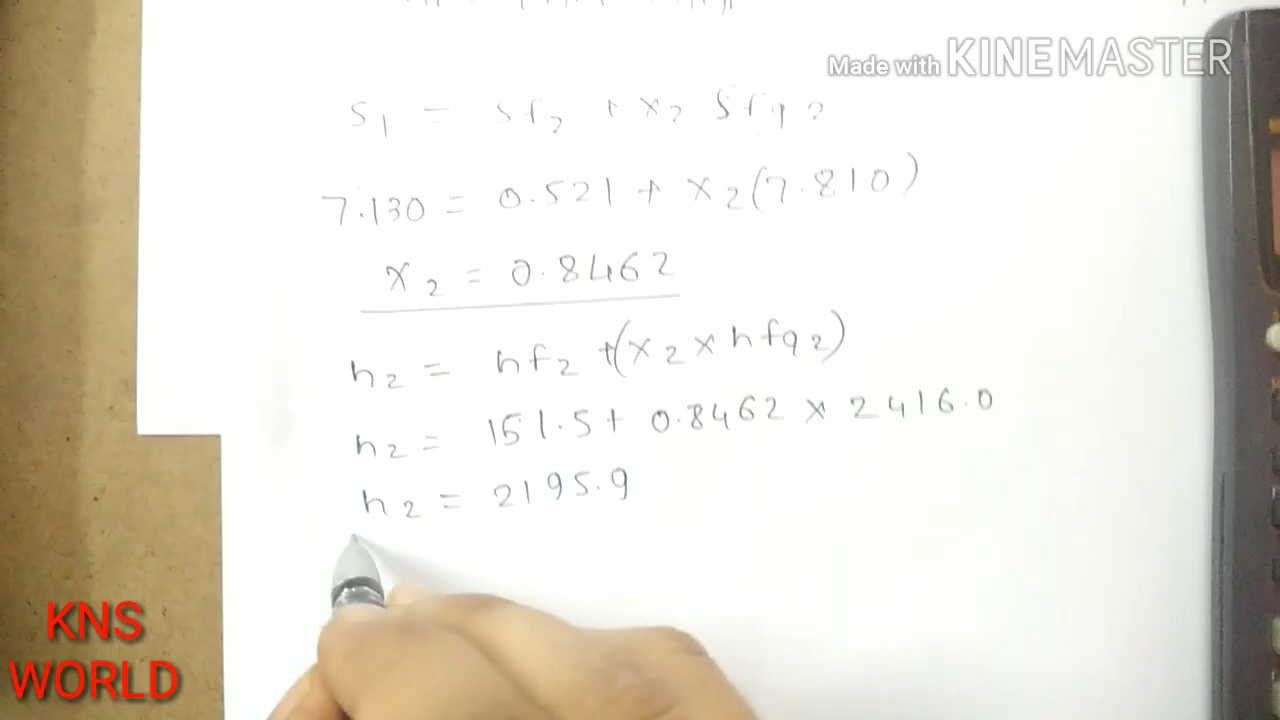 Made with KINEMASTER
s1 = sf2 + x2 sfg2
7.130 = 0.521 + x2(7.810)
x2 = 0.8462
h2 = hf2 +(x2 × hfg2)
h2 = 151.5 + 0.8462 × 2416.0
h2 = 2195.9
KNS
WORLD